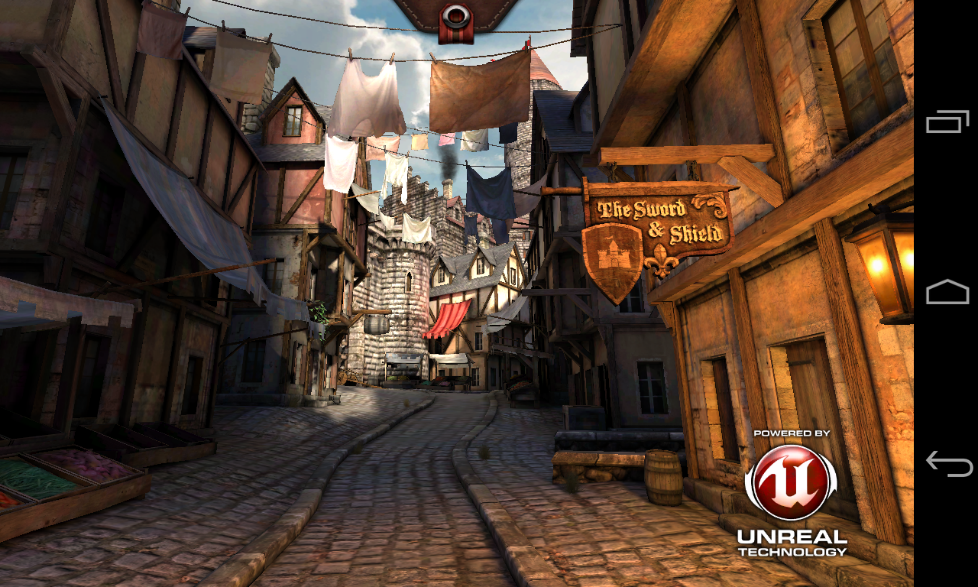 The Sword
& Shield
POWERED BY
UNREAL
TECHNOLOGY